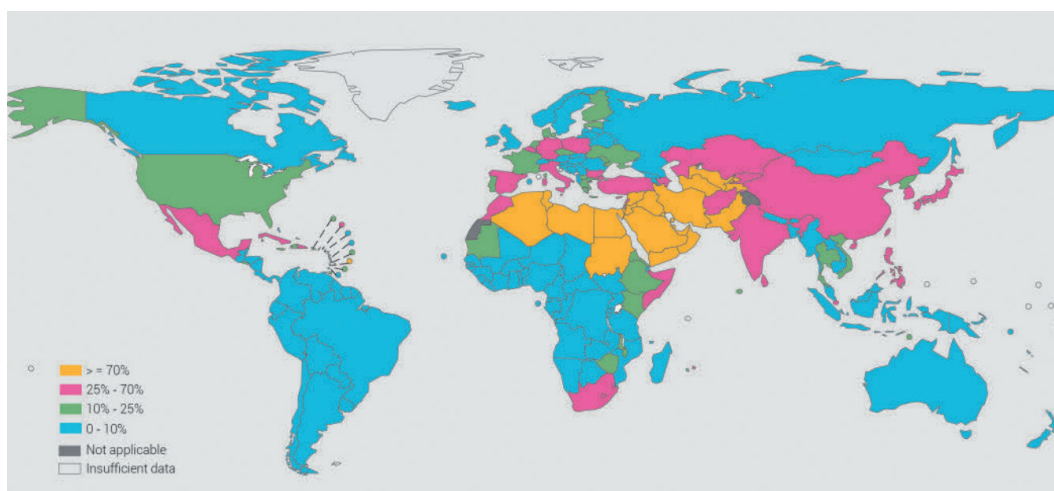 > = 70%
25% - 70%
10% - 25%
0 - 10%
Not applicable
Insufficient data